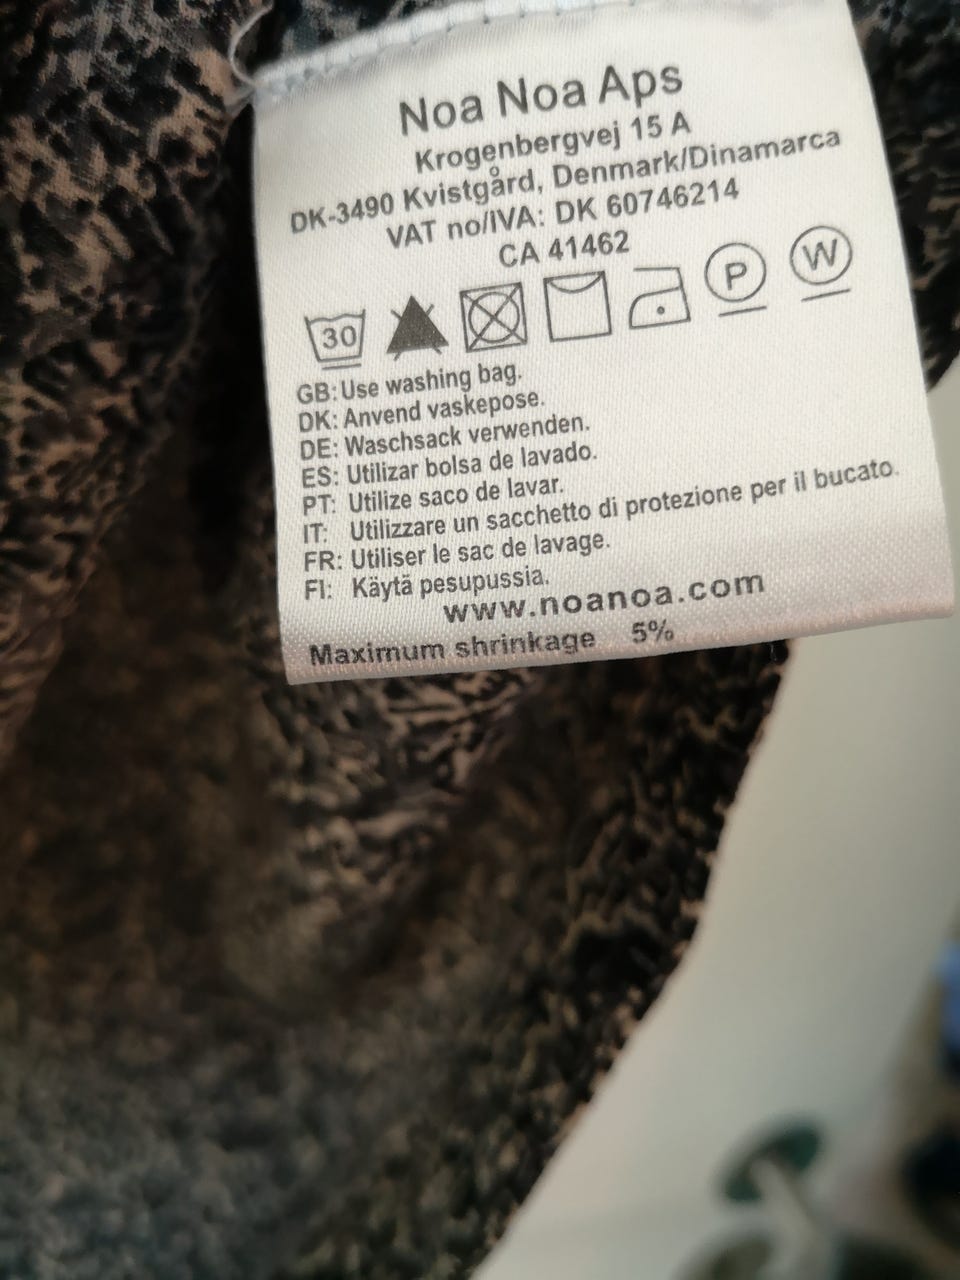 Noa Noa Aps
Krogenbergvej 15 A
DK-3490 Kvistgård, Denmark/Dinamarca
VAT no/IVA: DK 60746214
CA 41462
30 P W
GB: Use washing bag.
DK: Anvend vaskepose.
DE: Waschsack verwenden.
ES: Utilizar bolsa de lavado.
PT: Utilize saco de lavar.
IT: Utilizzare un sacchetto di protezione per il bucato.
FR: Utiliser le sac de lavage.
FI: Käytä pesupussia.
www.noanoa.com
Maximum shrinkage 5%